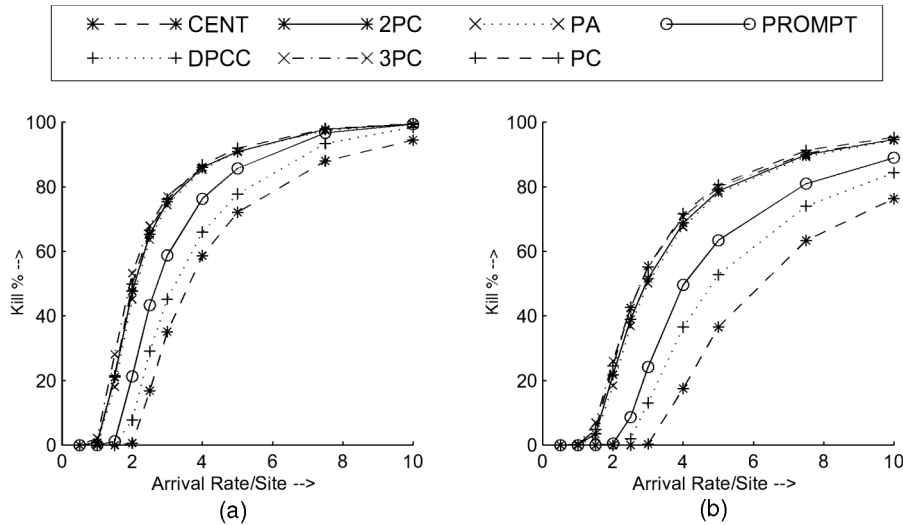 CENT 2PC PA PROMPT
DPCC 3PC PC
100
80
60
40
20
0
Kill % -->
0 2 4 6 8 10
Arrival Rate/Site -->
(a)
100
80
60
40
20
0
Kill % -->
0 2 4 6 8 10
Arrival Rate/Site -->
(b)